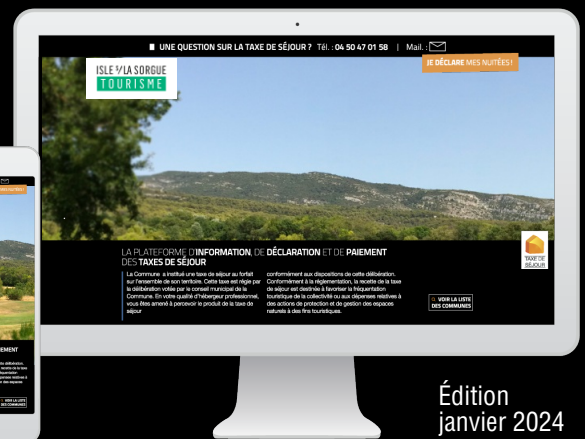 UNE QUESTION SUR LA TAXE DE SÉJOUR ? Tél. : 04 50 47 01 58 | Mail. :
JE DÉCLARE MES NUITÉES !
ISLE S/LA SORGUE
TOURISME
LA PLATEFORME D'INFORMATION, DE DÉCLARATION ET DE PAIEMENT
DES TAXES DE SÉJOUR
La Commune a institué une taxe de séjour au forfait
sur l'ensemble de son territoire. Cette taxe est régie par
la délibération votée par le conseil municipal de la
Commune. En votre qualité d'hébergeur professionnel,
vous êtes amené à percevoir le produit de la taxe de
séjour
conformément aux dispositions de cette délibération.
Conformément à la réglementation, la recette de la taxe
de séjour est destinée à favoriser la fréquentation
touristique de la collectivité ou aux dépenses relatives à
des actions de protection et de gestion des espaces
naturels à des fins touristiques.
TAXE DE
SÉJOUR
VOIR LA LISTE
DES COMMUNES
EMENT
VOIR LA LISTE
DES COMMUNES
Édition
janvier 2024